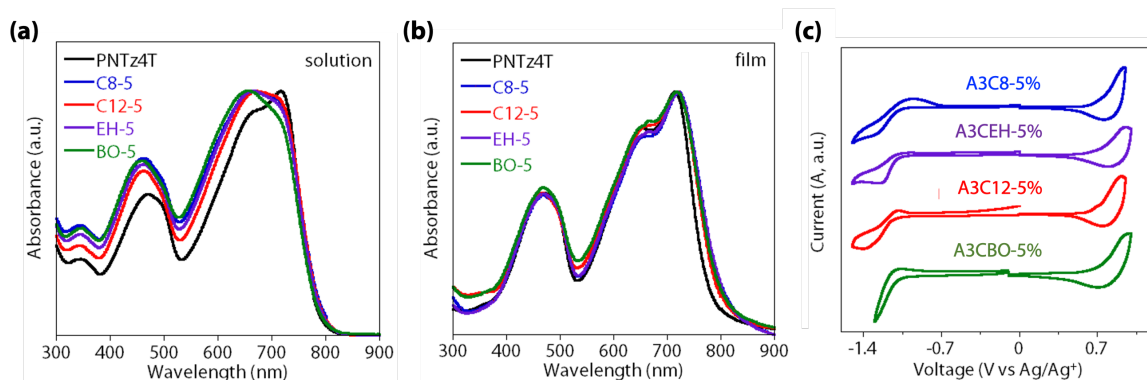 (a)
solution
PNTz4T
C8-5
C12-5
EH-5
BO-5
Absorbance (a.u.)
300 400 500 600 700 800 900
Wavelength (nm)
(b)
film
PNTz4T
C8-5
C12-5
EH-5
BO-5
Absorbance (a.u.)
300 400 500 600 700 800 900
Wavelength (nm)
(c)
A3C8-5%
A3CEH-5%
A3C12-5%
A3CBO-5%
Current (A, a.u.)
-1.4 -0.7 0 0.7
Voltage (V vs Ag/Ag⁺)